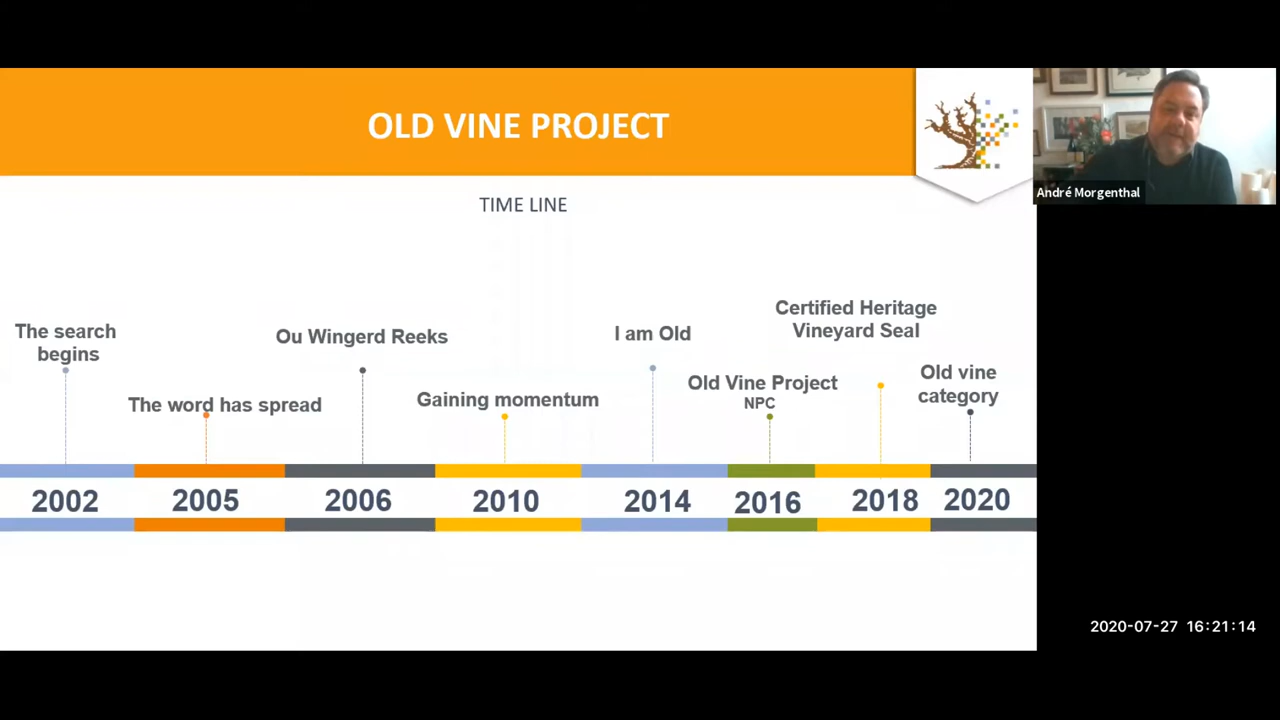 OLD VINE PROJECT
André Morgenthal
TIME LINE
The search
begins
The word has spread
Ou Wingerd Reeks
Gaining momentum
I am Old
Old Vine Project
NPC
Certified Heritage
Vineyard Seal
Old vine
category
2002
2005
2006
2010
2014
2016
2018
2020
2020-07-27 16:21:14